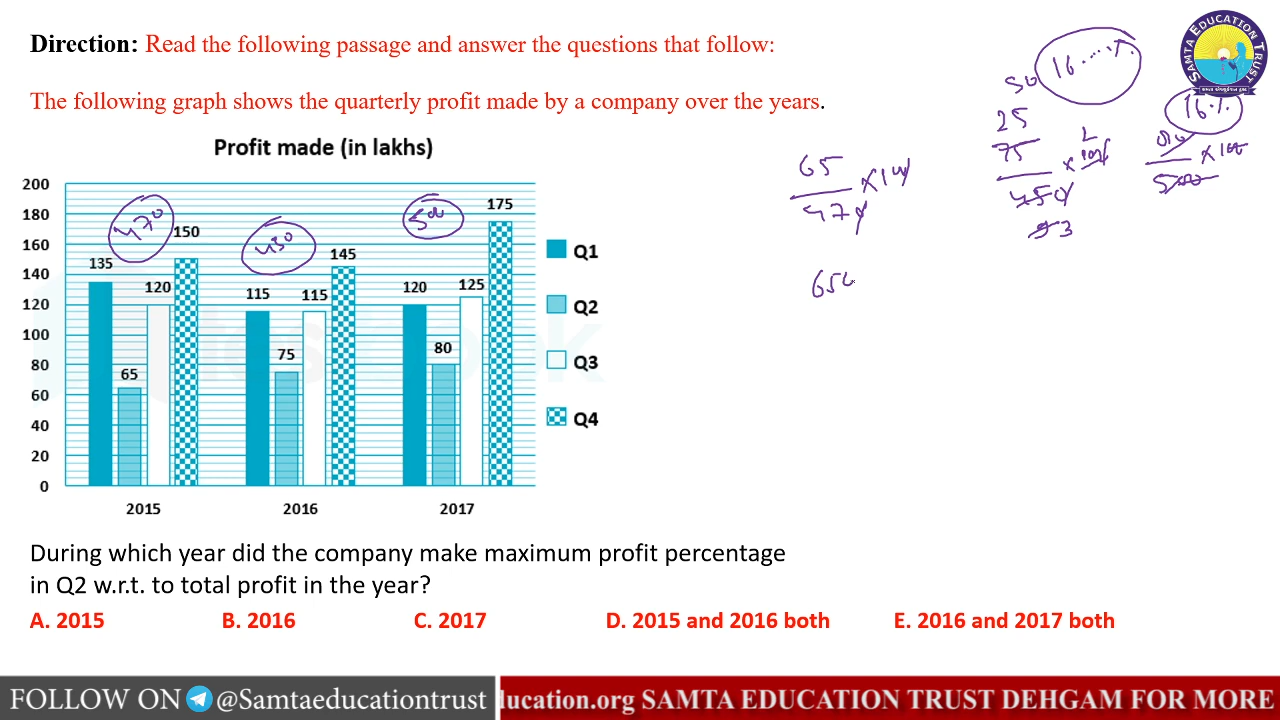 Direction: Read the following passage and answer the questions that follow:
The following graph shows the quarterly profit made by a company over the years.
SAMTA EDUCATION TRUST
Profit made (in lakhs)
200
180
160
140
120
100
80
60
40
20
0
135
65
120
150
115
75
115
145
120
80
125
175
2015
2016
2017
Q1
Q2
Q3
Q4
470
450
500
65
470 × 100
650
50
16.....%
25
75
450
3
16%
500 × 100
During which year did the company make maximum profit percentage
in Q2 w.r.t. to total profit in the year?
A. 2015 B. 2016 C. 2017 D. 2015 and 2016 both E. 2016 and 2017 both
FOLLOW ON @Samtaeducationtrust
ucation.org SAMTA EDUCATION TRUST DEHGAM FOR MORE